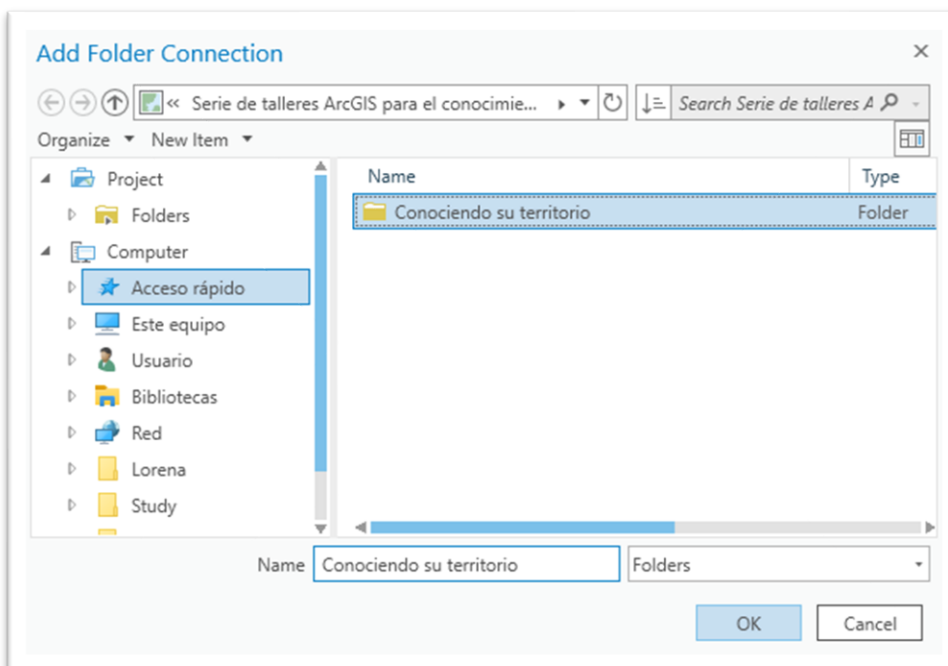 Add Folder Connection
« Serie de talleres ArcGIS para el conocimie...
Search Serie de talleres A
Organize
New Item
Project
Folders
Computer
Acceso rápido
Este equipo
Usuario
Bibliotecas
Red
Lorena
Study
Name
Type
Conociendo su territorio
Folder
Name
Conociendo su territorio
Folders
OK
Cancel